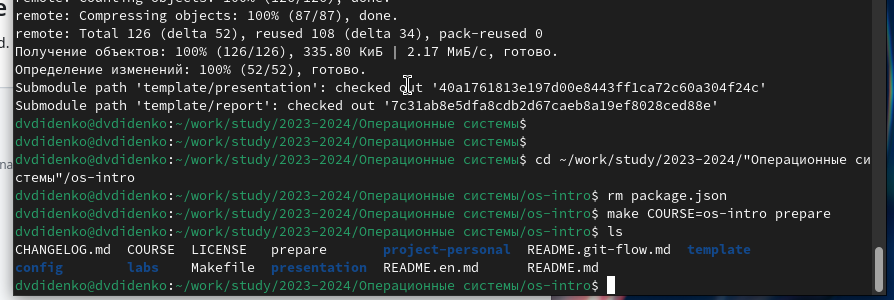 remote: Compressing objects: 100% (87/87), done.
remote: Total 126 (delta 52), reused 108 (delta 34), pack-reused 0
Получение объектов: 100% (126/126), 335.80 КиБ | 2.17 МиБ/с, готово.
Определение изменений: 100% (52/52), готово.
Submodule path 'template/presentation': checked out '40a1761813e197d00e8443ff1ca72c60a304f24c'
Submodule path 'template/report': checked out '7c31ab8e5dfa8cdb2d67caeb8a19ef8028ced88e'
dvdidenko@dvdidenko:~/work/study/2023-2024/Операционные системы$
dvdidenko@dvdidenko:~/work/study/2023-2024/Операционные системы$
dvdidenko@dvdidenko:~/work/study/2023-2024/Операционные системы$ cd ~/work/study/2023-2024/"Операционные си
стемы"/os-intro
dvdidenko@dvdidenko:~/work/study/2023-2024/Операционные системы/os-intro$ rm package.json
dvdidenko@dvdidenko:~/work/study/2023-2024/Операционные системы/os-intro$ make COURSE=os-intro prepare
dvdidenko@dvdidenko:~/work/study/2023-2024/Операционные системы/os-intro$ ls
CHANGELOG.md COURSE LICENSE prepare project-personal README.git-flow.md template
config labs Makefile presentation README.en.md README.md
dvdidenko@dvdidenko:~/work/study/2023-2024/Операционные системы/os-intro$